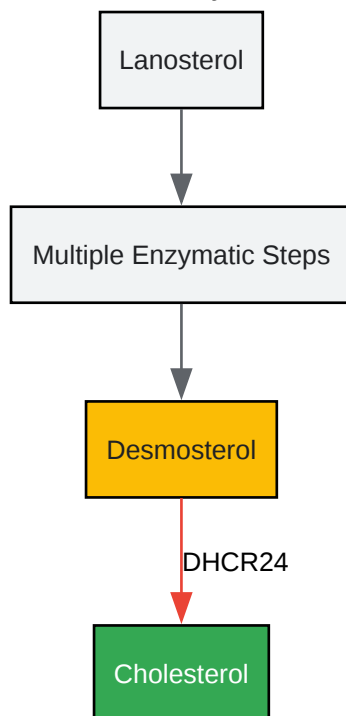 Lanosterol
Multiple Enzymatic Steps
Desmosterol
DHCR24
Cholesterol